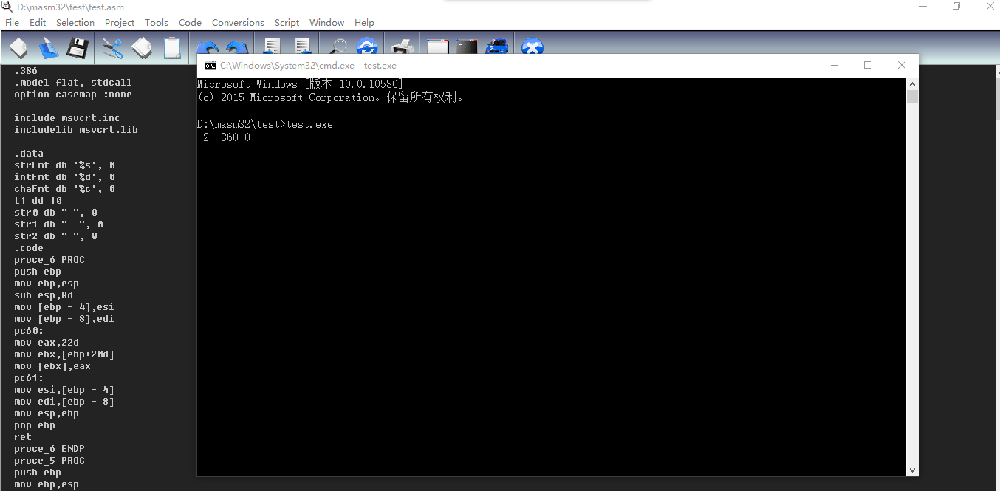 D:\masm32\test\test.asm
File Edit Selection Project Tools Code Conversions Script Window Help
.386
.model flat, stdcall
option casemap :none
include msvcrt.inc
includelib msvcrt.lib
.data
strFmt db '%s', 0
intFmt db '%d', 0
chaFmt db '%c', 0
t1 dd 10
str0 db " ", 0
str1 db "  ", 0
str2 db " ", 0
.code
proce_6 PROC
push ebp
mov ebp,esp
sub esp,8d
mov [ebp - 4],esi
mov [ebp - 8],edi
pc60:
mov eax,22d
mov ebx,[ebp+20d]
mov [ebx],eax
pc61:
mov esi,[ebp - 4]
mov edi,[ebp - 8]
mov esp,ebp
pop ebp
ret
proce_6 ENDP
proce_5 PROC
push ebp
mov ebp,esp
C:\Windows\System32\cmd.exe - test.exe
Microsoft Windows [版本 10.0.10586]
(c) 2015 Microsoft Corporation。保留所有权利。
D:\masm32\test>test.exe
 2  360 0